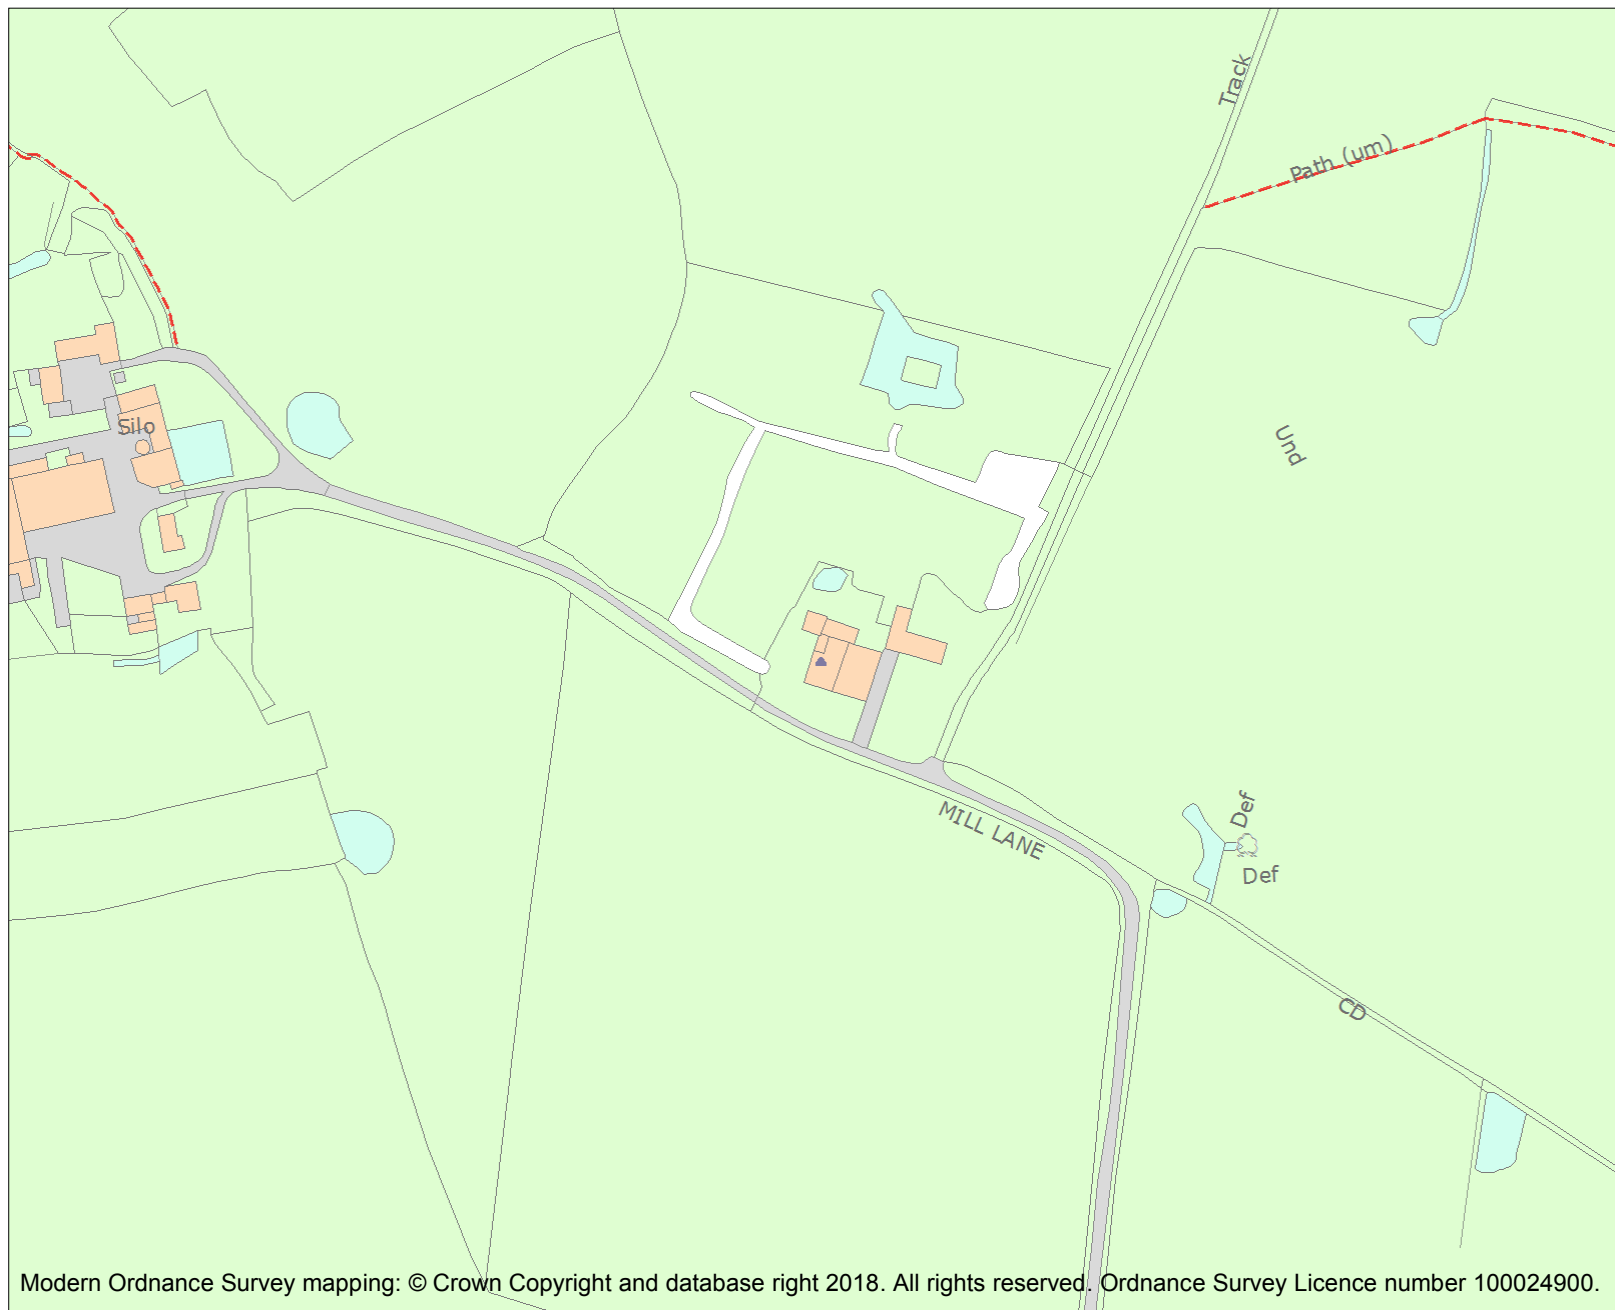 Track
Path (um)
Silo
Und
MILL LANE
Def
Def
CD
Modern Ordnance Survey mapping: © Crown Copyright and database right 2018. All rights reserved. Ordnance Survey Licence number 100024900.